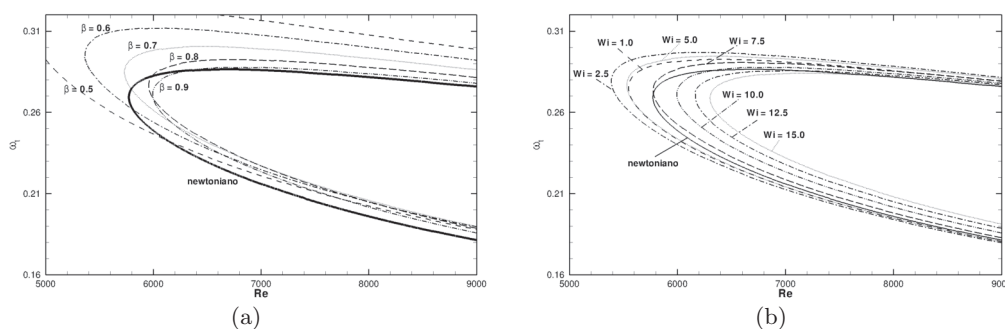 0.31
0.26
0.21
0.16
ωᵢ
β = 0.6
β = 0.7
β = 0.8
β = 0.5
β = 0.9
newtoniano
5000 6000 7000 8000 9000
Re
(a)
0.31
0.26
0.21
0.16
ωᵢ
Wi = 1.0
Wi = 5.0
Wi = 7.5
Wi = 2.5
Wi = 10.0
Wi = 12.5
Wi = 15.0
newtoniano
5000 6000 7000 8000 9000
Re
(b)